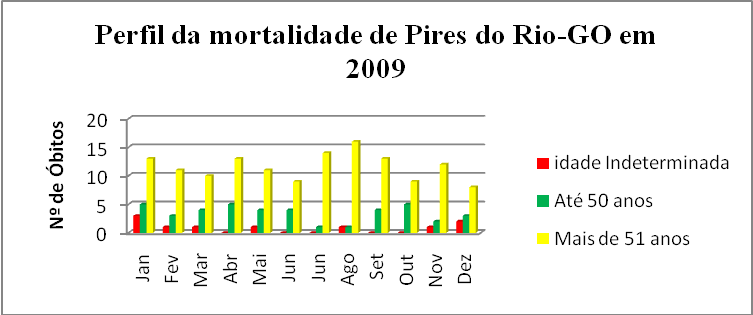 Perfil da mortalidade de Pires do Rio-GO em
2009
Nº de Óbitos
20
15
10
5
0
Jan
Fev
Mar
Abr
Mai
Jun
Jun
Ago
Set
Out
Nov
Dez
idade Indeterminada
Até 50 anos
Mais de 51 anos